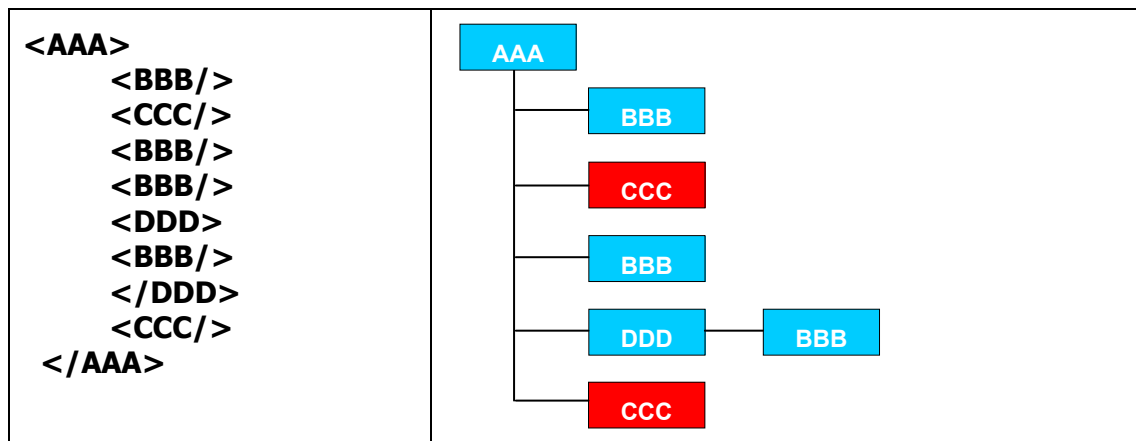 <AAA>
<BBB/>
<CCC/>
<BBB/>
<BBB/>
<DDD>
<BBB/>
</DDD>
<CCC/>
</AAA>
AAA
BBB
CCC
BBB
DDD BBB
CCC